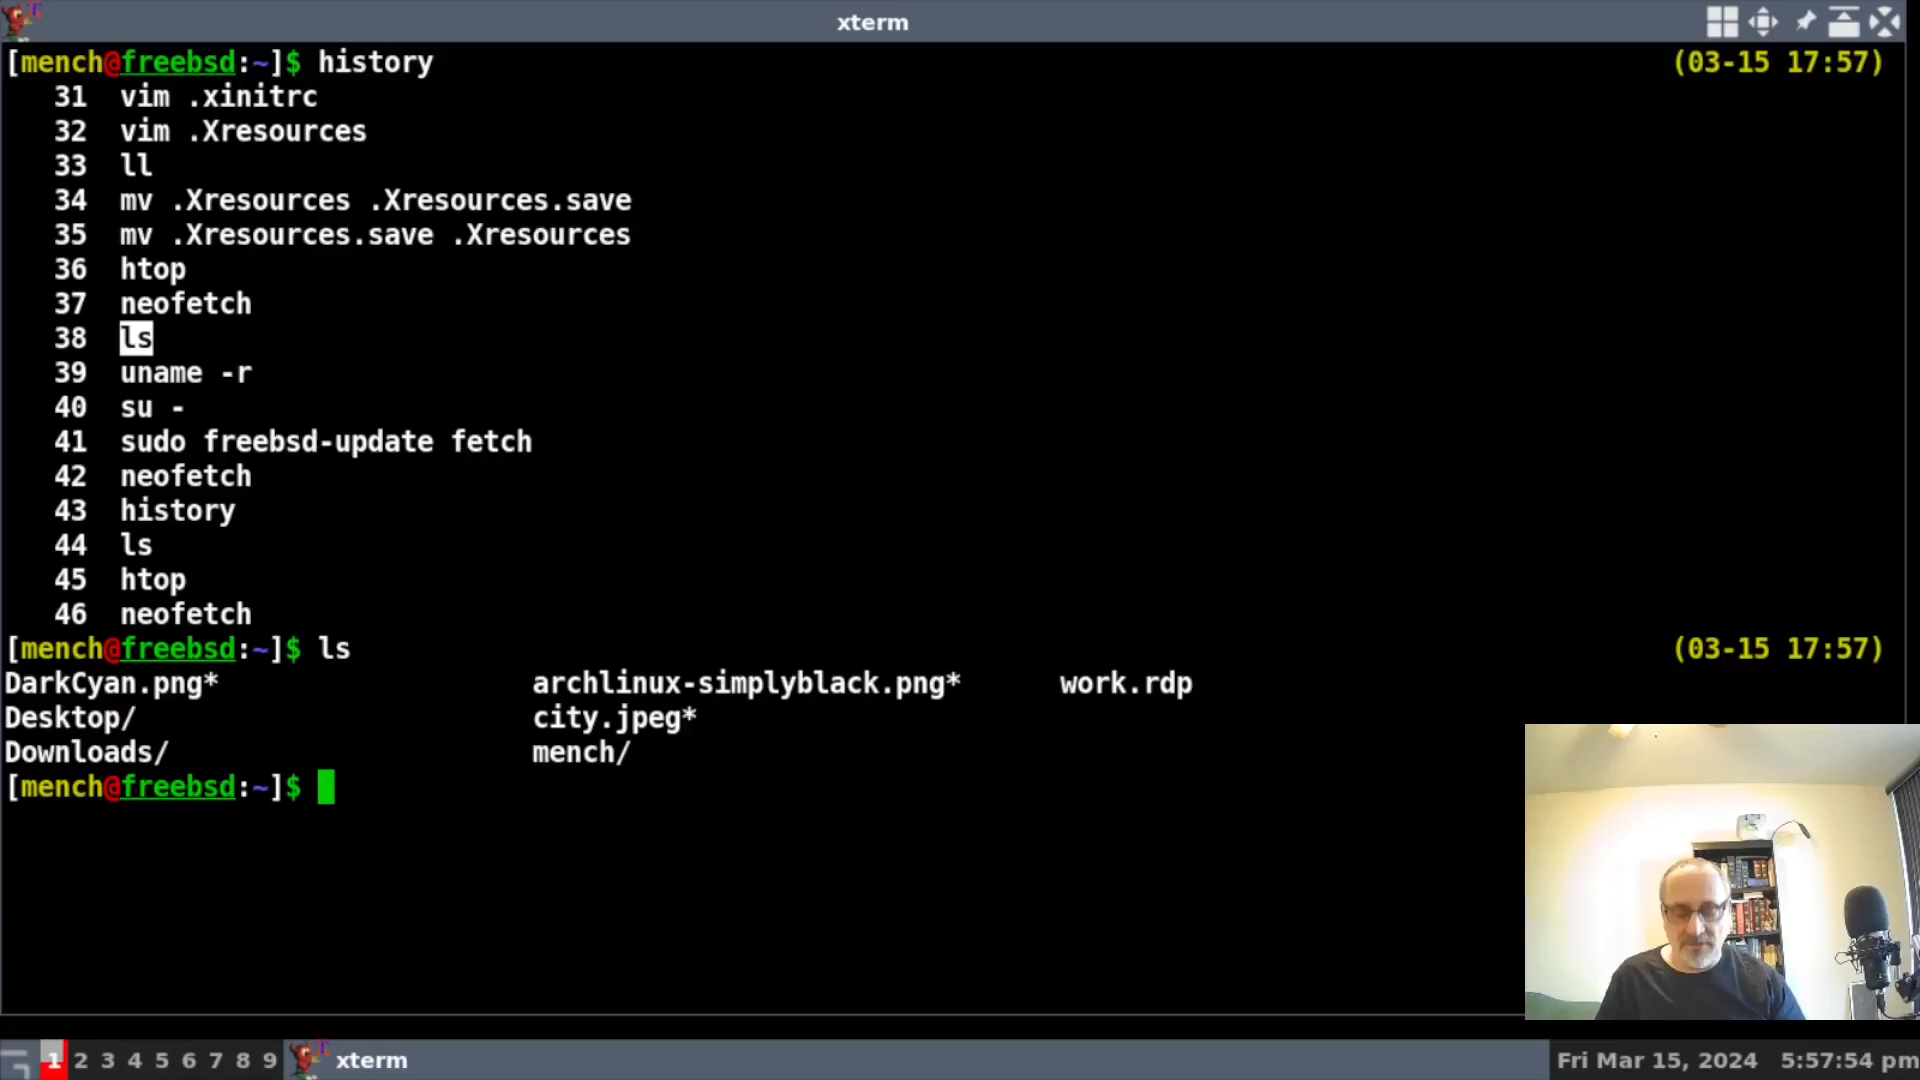 xterm
[mench@freebsd:~]$ history (03-15 17:57)
31 vim .xinitrc
32 vim .Xresources
33 ll
34 mv .Xresources .Xresources.save
35 mv .Xresources.save .Xresources
36 htop
37 neofetch
38 ls
39 uname -r
40 su -
41 sudo freebsd-update fetch
42 neofetch
43 history
44 ls
45 htop
46 neofetch
[mench@freebsd:~]$ ls (03-15 17:57)
DarkCyan.png* archlinux-simplyblack.png* work.rdp
Desktop/ city.jpeg*
Downloads/ mench/
[mench@freebsd:~]$
1 2 3 4 5 6 7 8 9 xterm Fri Mar 15, 2024 5:57:54 pm